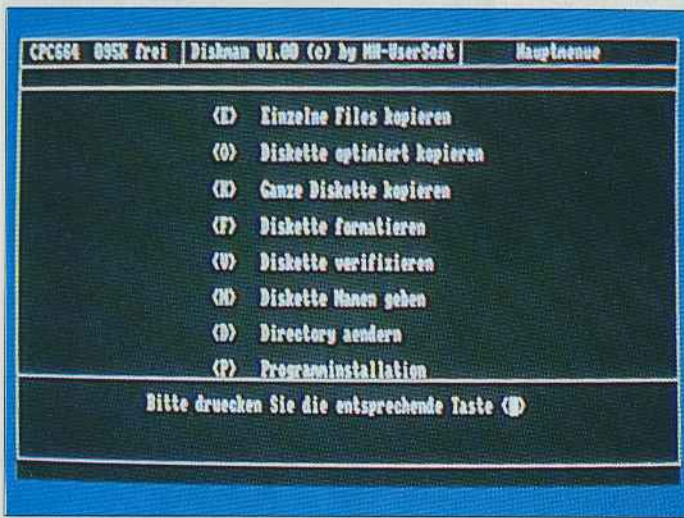 CPC664 095K frei Diskman V1.00 (c) by MH-UserSoft Hauptmenue
<E> Einzelne Files kopieren
<O> Diskette optimiert kopieren
<K> Ganze Diskette kopieren
<F> Diskette formatieren
<V> Diskette verifizieren
<N> Diskette Namen geben
<D> Directory aendern
<P> Programminstallation
Bitte druecken Sie die entsprechende Taste